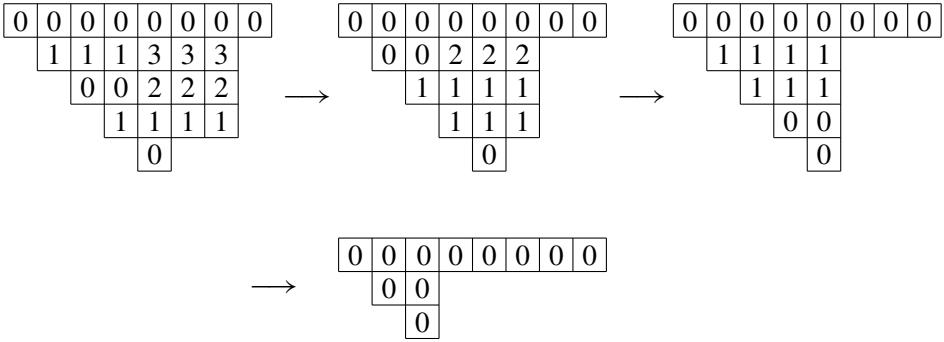 0 0 0 0 0 0 0 0 0 0 0 0 0 0 0 0 0 0 0 0 0 0 0 0
1 1 1 3 3 3 0 0 2 2 2 1 1 1 1
0 0 2 2 2 → 1 1 1 1 → 1 1 1
1 1 1 1 1 1 1 0 0
0 0 0
0 0 0 0 0 0 0 0
→ 0 0
0